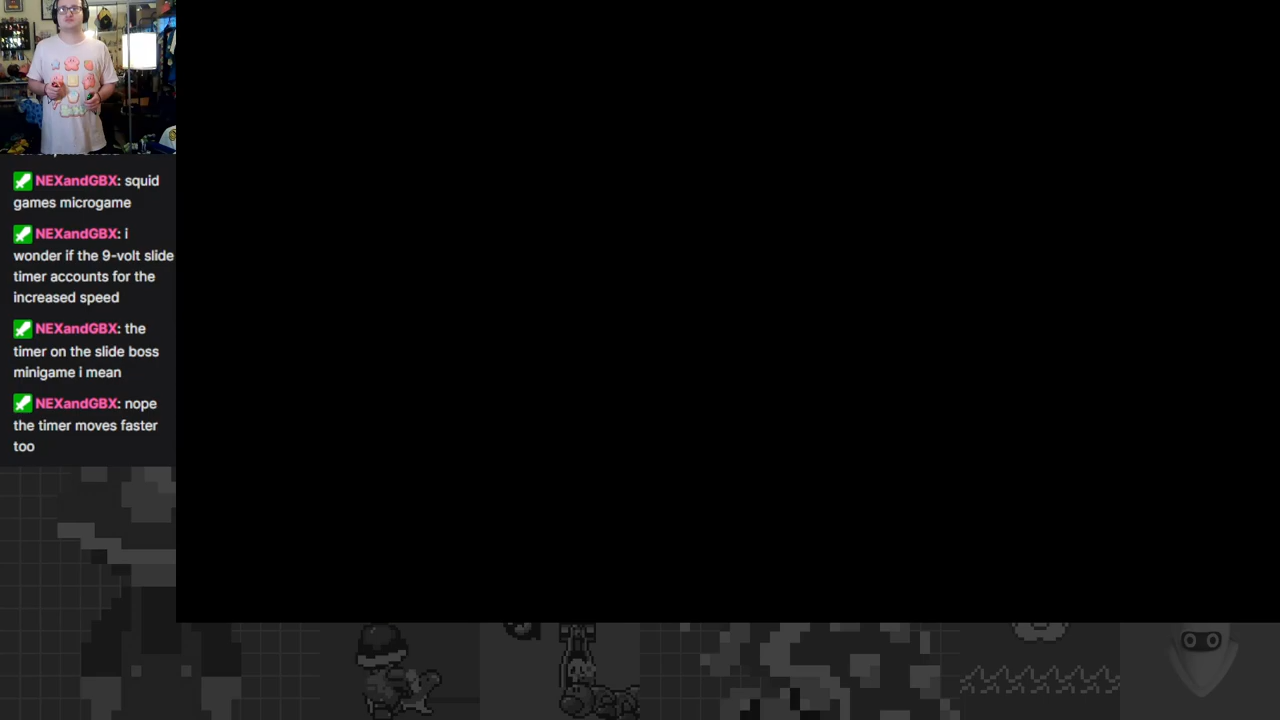 NEXandGBX: squid
games microgame
NEXandGBX: i
wonder if the 9-volt slide
timer accounts for the
increased speed
NEXandGBX: the
timer on the slide boss
minigame i mean
NEXandGBX: nope
the timer moves faster
too